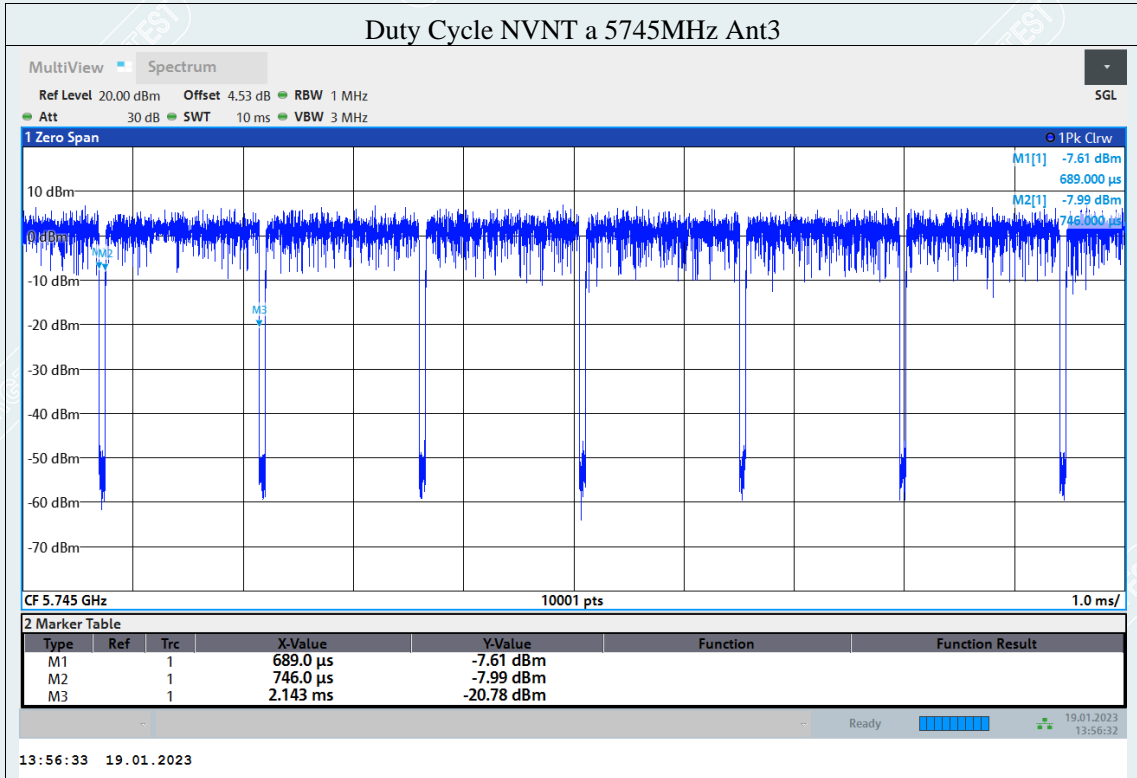 Duty Cycle NVNT a 5745MHz Ant3
MultiView Spectrum
Ref Level 20.00 dBm Offset 4.53 dB RBW 1 MHz
SGL
Att 30 dB SWT 10 ms VBW 3 MHz
1 Zero Span 1Pk Clrw
M1[1] -7.61 dBm
689.000 µs
M2[1] -7.99 dBm
746.000 µs
10 dBm
0 dBm
M2
-10 dBm
M3
-20 dBm
-30 dBm
-40 dBm
-50 dBm
-60 dBm
-70 dBm
CF 5.745 GHz 10001 pts 1.0 ms/
2 Marker Table
Type Ref Trc X-Value Y-Value Function Function Result
M1 1 689.0 µs -7.61 dBm
M2 1 746.0 µs -7.99 dBm
M3 1 2.143 ms -20.78 dBm
Ready 19.01.2023
13:56:32
13:56:33 19.01.2023